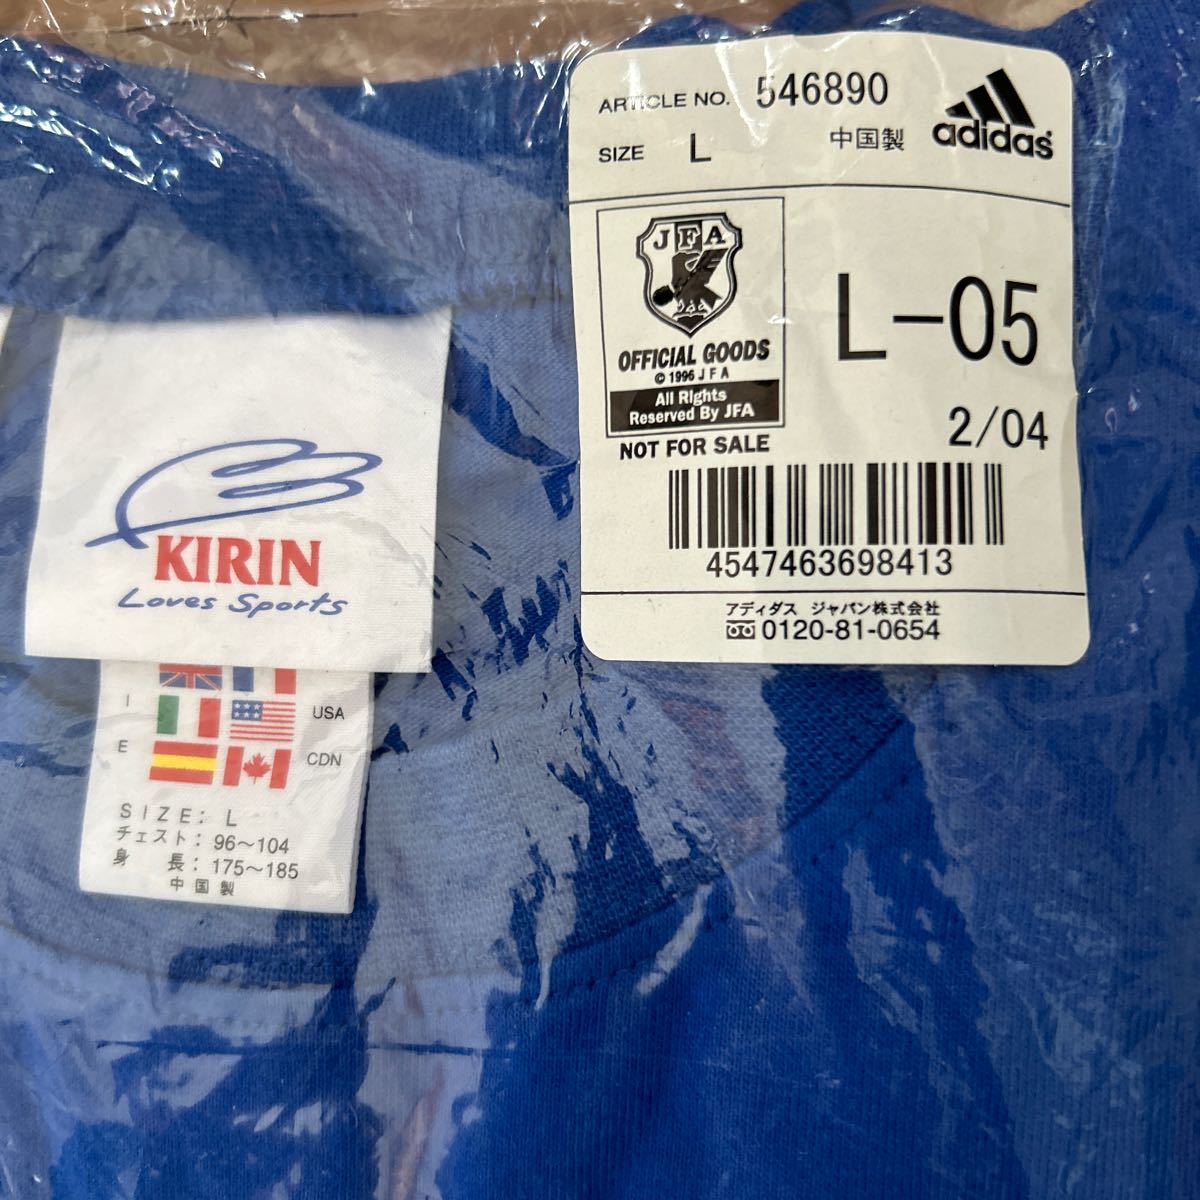 ARTICLE NO. 546890
adidas
SIZE L 中国製
JFA
OFFICIAL GOODS
© 1996 J F A
All Rights
Reserved By JFA
NOT FOR SALE
L-05
2/04
4547463698413
アディダス ジャパン株式会社
0120-81-0654
KIRIN
Loves Sports
I USA
E CDN
SIZE: L
チェスト: 96~104
身 長: 175~185
中国製